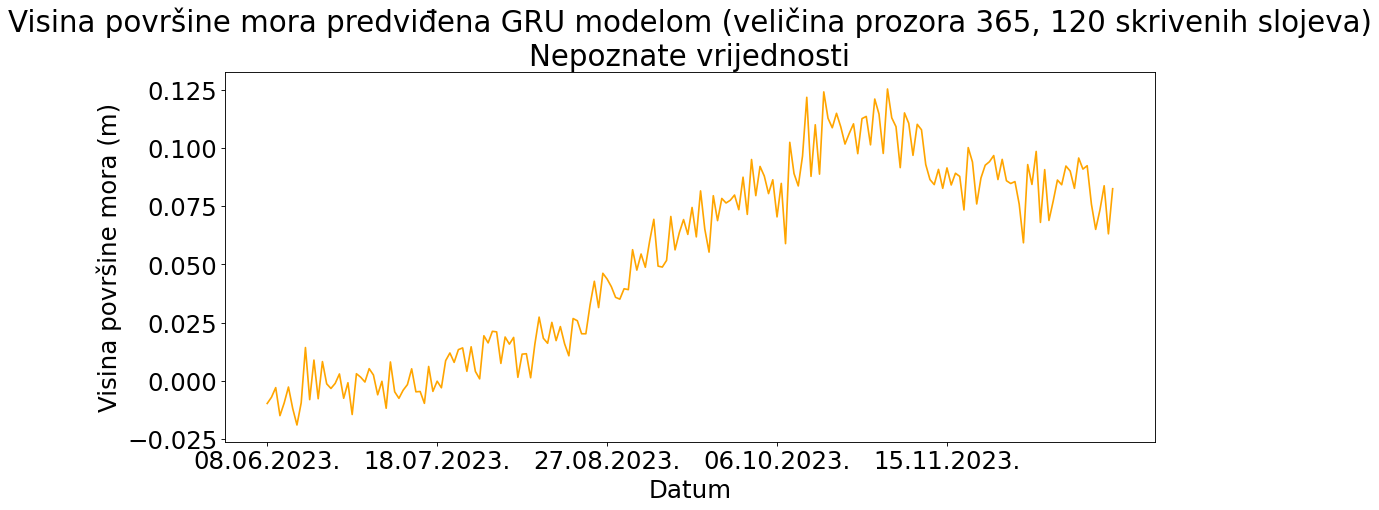 Visina površine mora predviđena GRU modelom (veličina prozora 365, 120 skrivenih slojeva)
Nepoznate vrijednosti
Visina površine mora (m)
0.125
0.100
0.075
0.050
0.025
0.000
−0.025
08.06.2023. 18.07.2023. 27.08.2023. 06.10.2023. 15.11.2023.
Datum